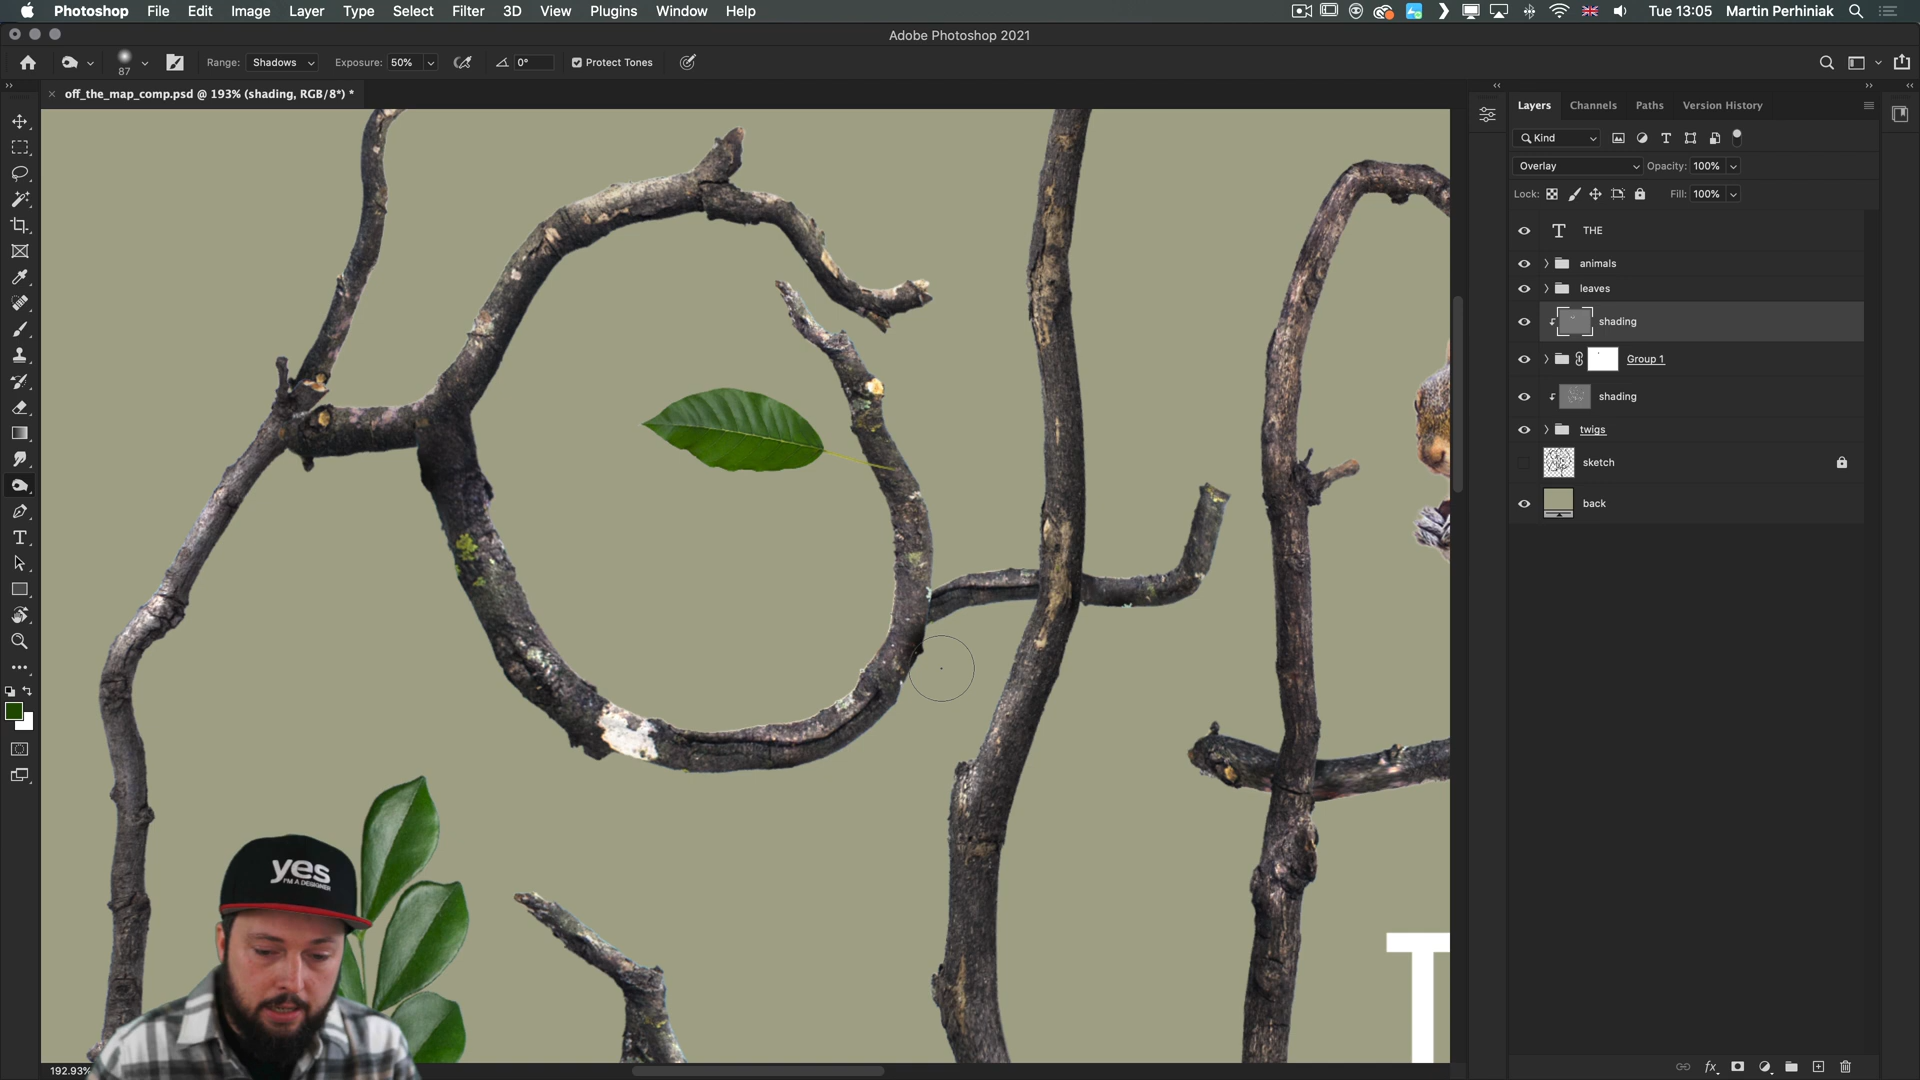 Photoshop File Edit Image Layer Type Select Filter 3D View Plugins Window Help
Tue 13:05 Martin Perhiniak
Adobe Photoshop 2021
87 Range: Shadows Exposure: 50% 0° Protect Tones
off_the_map_comp.psd @ 193% (shading, RGB/8*) *
Layers Channels Paths Version History
Kind
Overlay Opacity: 100%
Lock: Fill: 100%
T THE
animals
leaves
shading
Group 1
shading
twigs
sketch
back
yes
I'M A DESIGNER
T
192.93%
fx